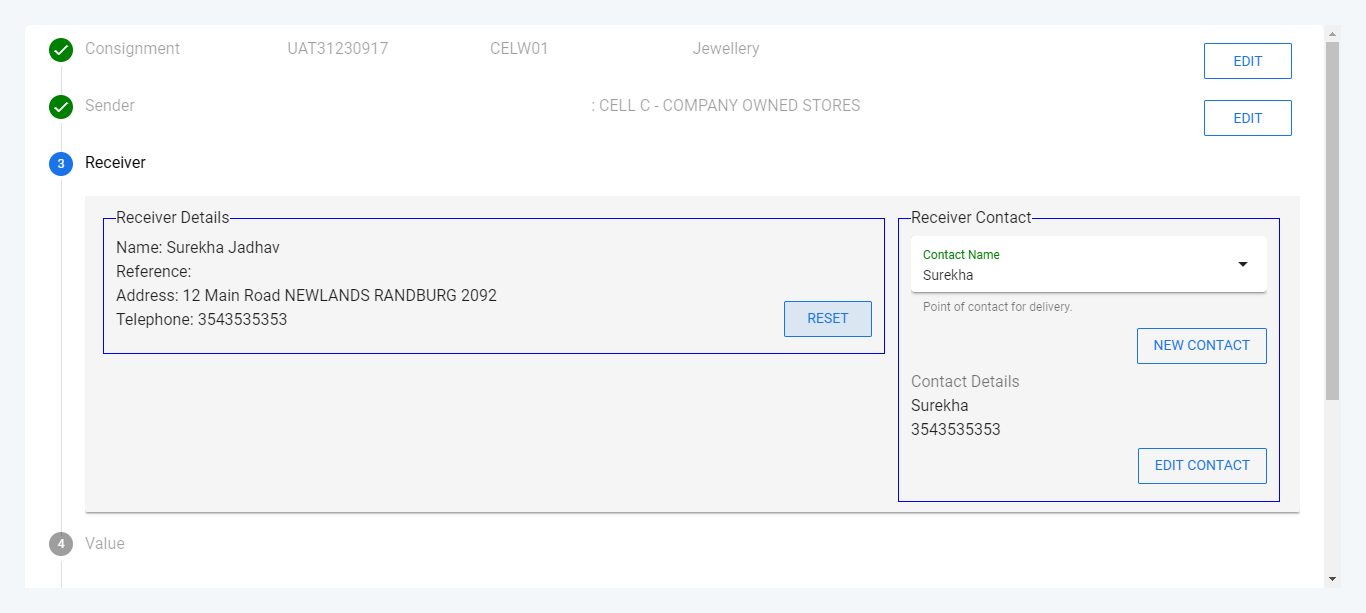 Consignment UAT31230917 CELW01 Jewellery
EDIT
Sender : CELL C - COMPANY OWNED STORES
EDIT
3 Receiver
Receiver Details
Name: Surekha Jadhav
Reference:
Address: 12 Main Road NEWLANDS RANDBURG 2092
Telephone: 3543535353
RESET
Receiver Contact
Contact Name
Surekha
Point of contact for delivery.
NEW CONTACT
Contact Details
Surekha
3543535353
EDIT CONTACT
4 Value